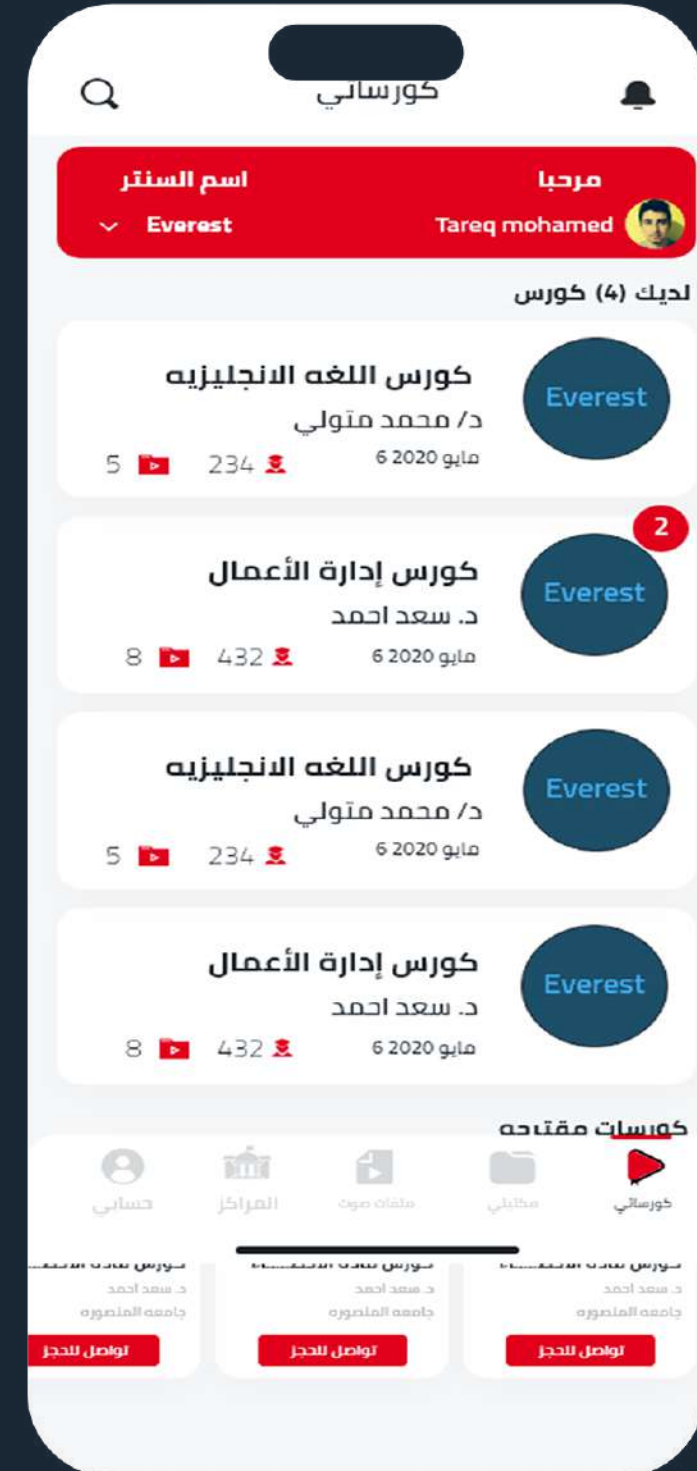 كورساتي
مرحبا
اسم السنتر
Tareq mohamed
Everest
لديك (4) كورس
Everest
كورس اللغه الانجليزيه
د/ محمد متولي
6 مايو 2020
234
5
2
Everest
كورس إدارة الأعمال
د. سعد احمد
6 مايو 2020
432
8
Everest
كورس اللغه الانجليزيه
د/ محمد متولي
6 مايو 2020
234
5
Everest
كورس إدارة الأعمال
د. سعد احمد
6 مايو 2020
432
8
كورسات مقترحه
كورساتي
مكتبتي
ملفات صوت
المراكز
حسابي
د. سعد احمد
د. سعد احمد
د. سعد احمد
جامعه المنصوره
جامعه المنصوره
جامعه المنصوره
تواصل للحجز
تواصل للحجز
تواصل للحجز